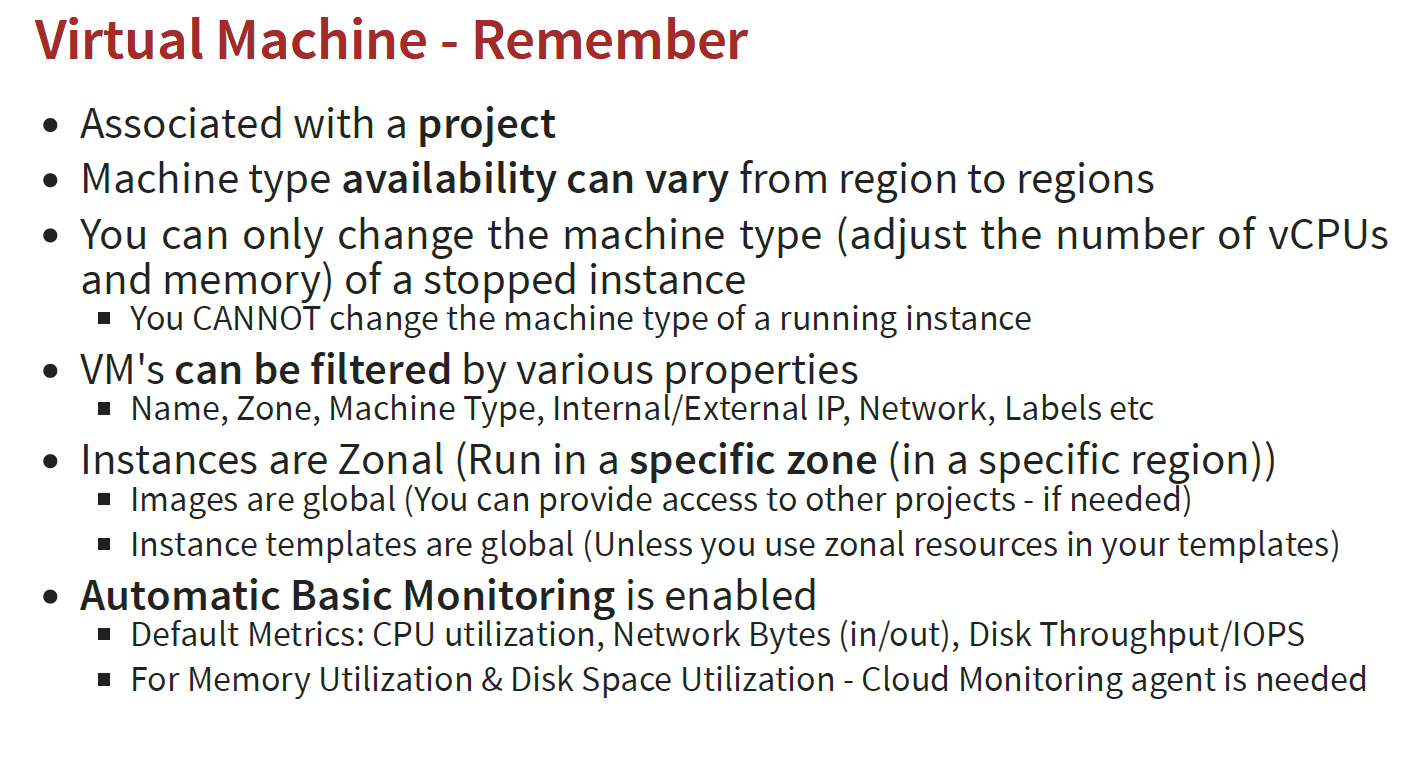 Virtual Machine - Remember
• Associated with a project
• Machine type availability can vary from region to regions
• You can only change the machine type (adjust the number of vCPUs
and memory) of a stopped instance
▪ You CANNOT change the machine type of a running instance
• VM's can be filtered by various properties
▪ Name, Zone, Machine Type, Internal/External IP, Network, Labels etc
• Instances are Zonal (Run in a specific zone (in a specific region))
▪ Images are global (You can provide access to other projects - if needed)
▪ Instance templates are global (Unless you use zonal resources in your templates)
• Automatic Basic Monitoring is enabled
▪ Default Metrics: CPU utilization, Network Bytes (in/out), Disk Throughput/IOPS
▪ For Memory Utilization & Disk Space Utilization - Cloud Monitoring agent is needed